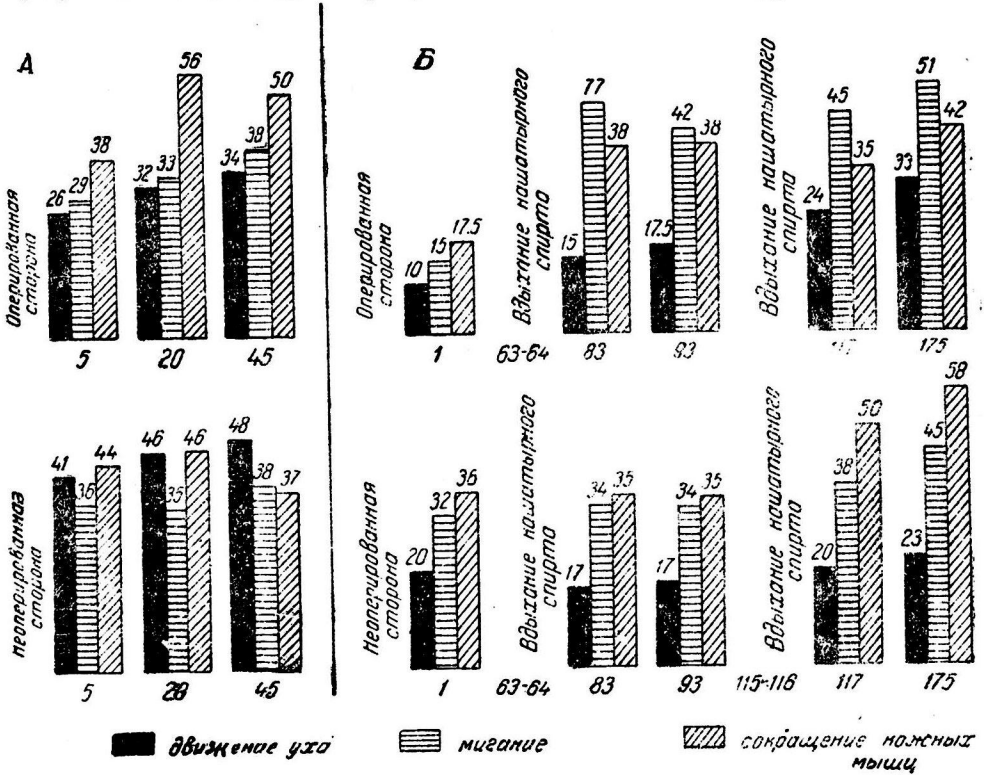 А
Оперированная сторона
26 29 38
32 33 56
34 38 50
5 20 45
Неоперированная сторона
41 36 44
46 35 46
48 38 37
5 20 45
Б
Оперированная сторона
10 15 17.5
Вдыхание нашатырного спирта
15 77 38
17.5 42 38
Вдыхание нашатырного спирта
24 45 35
33 51 42
1 63-64 83 93 175
Неоперированная сторона
20 32 36
Вдыхание нашатырного спирта
17 34 35
17 34 35
Вдыхание нашатырного спирта
20 38 50
23 45 58
1 63-64 83 93 115-116 117 175
движение уха
мигание
сокращение кожных
мышц